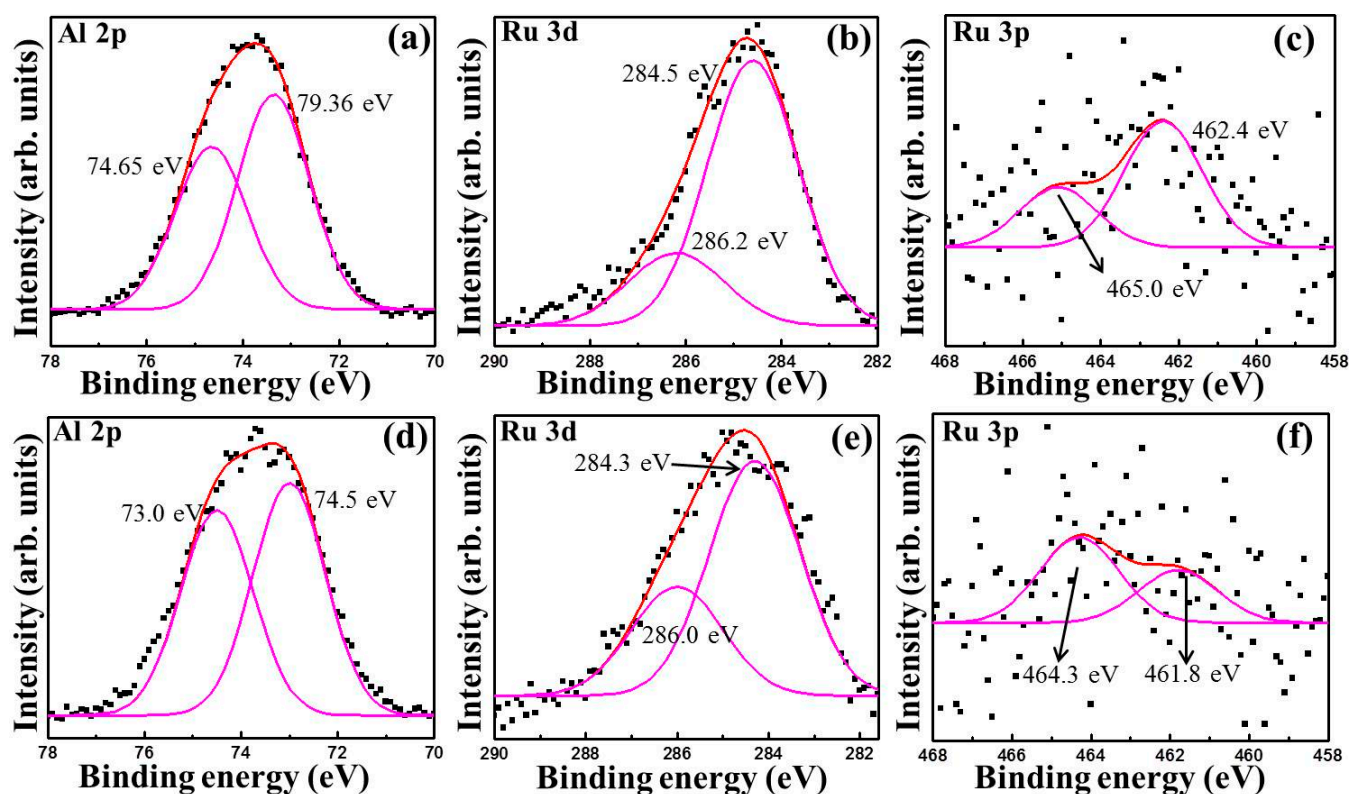 Al 2p
(a)
79.36 eV
74.65 eV
Intensity (arb. units)
78 76 74 72 70
Binding energy (eV)
Ru 3d
(b)
284.5 eV
286.2 eV
Intensity (arb. units)
290 288 286 284 282
Binding energy (eV)
Ru 3p
(c)
462.4 eV
465.0 eV
Intensity (arb. units)
468 466 464 462 460 458
Binding energy (eV)
Al 2p
(d)
73.0 eV
74.5 eV
Intensity (arb. units)
78 76 74 72 70
Binding energy (eV)
Ru 3d
(e)
284.3 eV
286.0 eV
Intensity (arb. units)
290 288 286 284 282
Binding energy (eV)
Ru 3p
(f)
464.3 eV
461.8 eV
Intensity (arb. units)
468 466 464 462 460 458
Binding energy (eV)